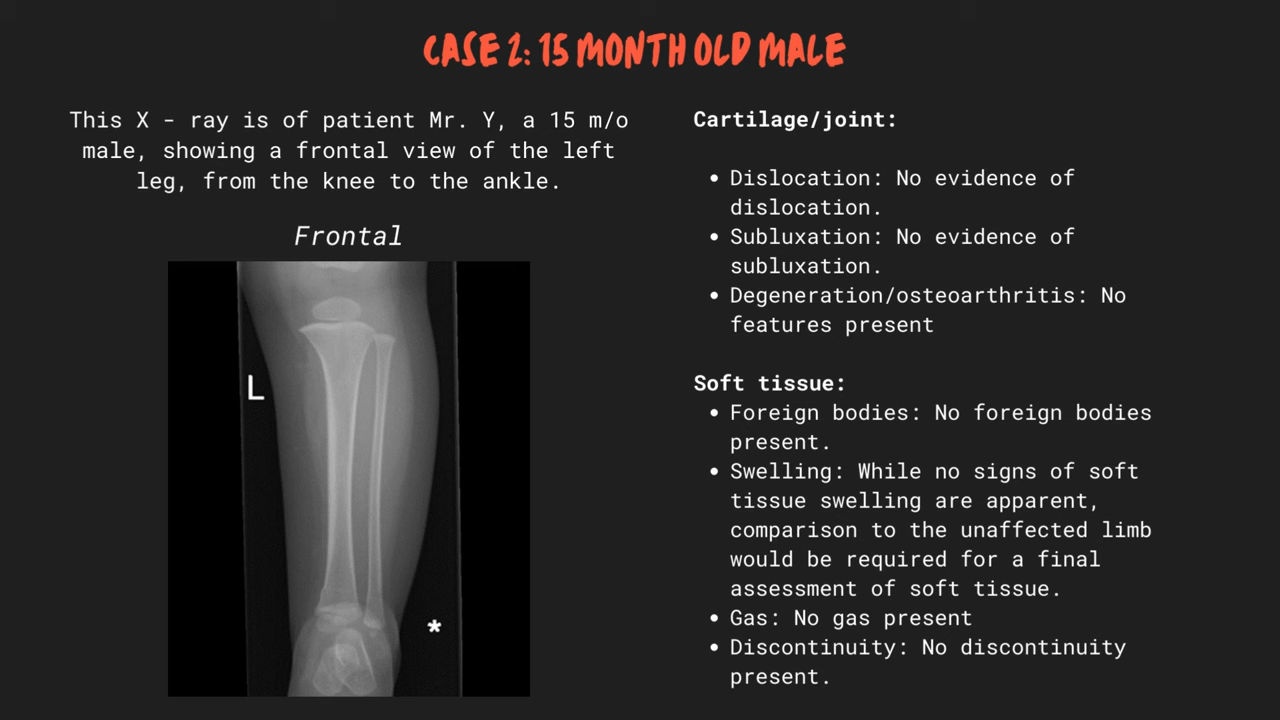 CASE 2: 15 MONTH OLD MALE
This X - ray is of patient Mr. Y, a 15 m/o
male, showing a frontal view of the left
leg, from the knee to the ankle.
Frontal
L
*
Cartilage/joint:
• Dislocation: No evidence of
dislocation.
• Subluxation: No evidence of
subluxation.
• Degeneration/osteoarthritis: No
features present
Soft tissue:
• Foreign bodies: No foreign bodies
present.
• Swelling: While no signs of soft
tissue swelling are apparent,
comparison to the unaffected limb
would be required for a final
assessment of soft tissue.
• Gas: No gas present
• Discontinuity: No discontinuity
present.